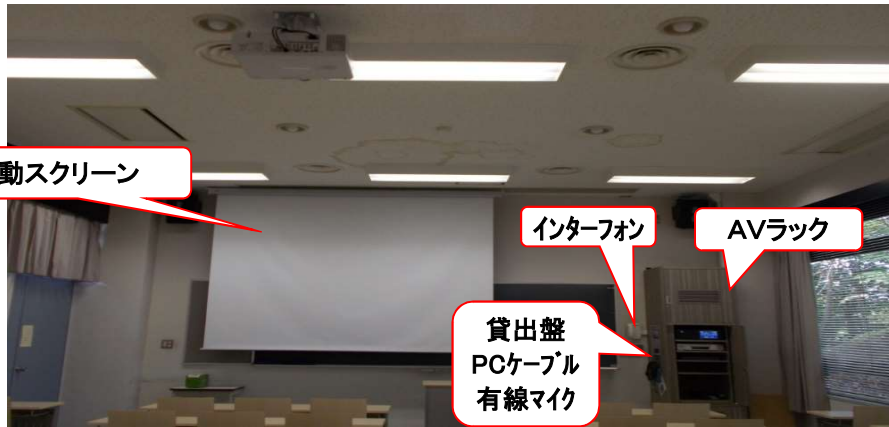 動スクリーン
インターフォン
AVラック
貸出盤
PCケーブル
有線マイク